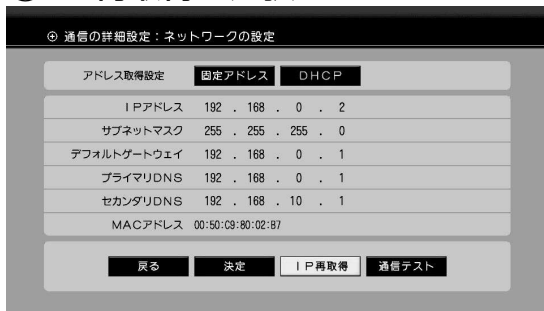 ⊕ 通信の詳細設定：ネットワークの設定
アドレス取得設定 固定アドレス DHCP
IPアドレス 192 . 168 . 0 . 2
サブネットマスク 255 . 255 . 255 . 0
デフォルトゲートウェイ 192 . 168 . 0 . 1
プライマリDNS 192 . 168 . 0 . 1
セカンダリDNS 192 . 168 . 10 . 1
MACアドレス 00:50:C9:80:02:B7
戻る 決定 IP再取得 通信テスト